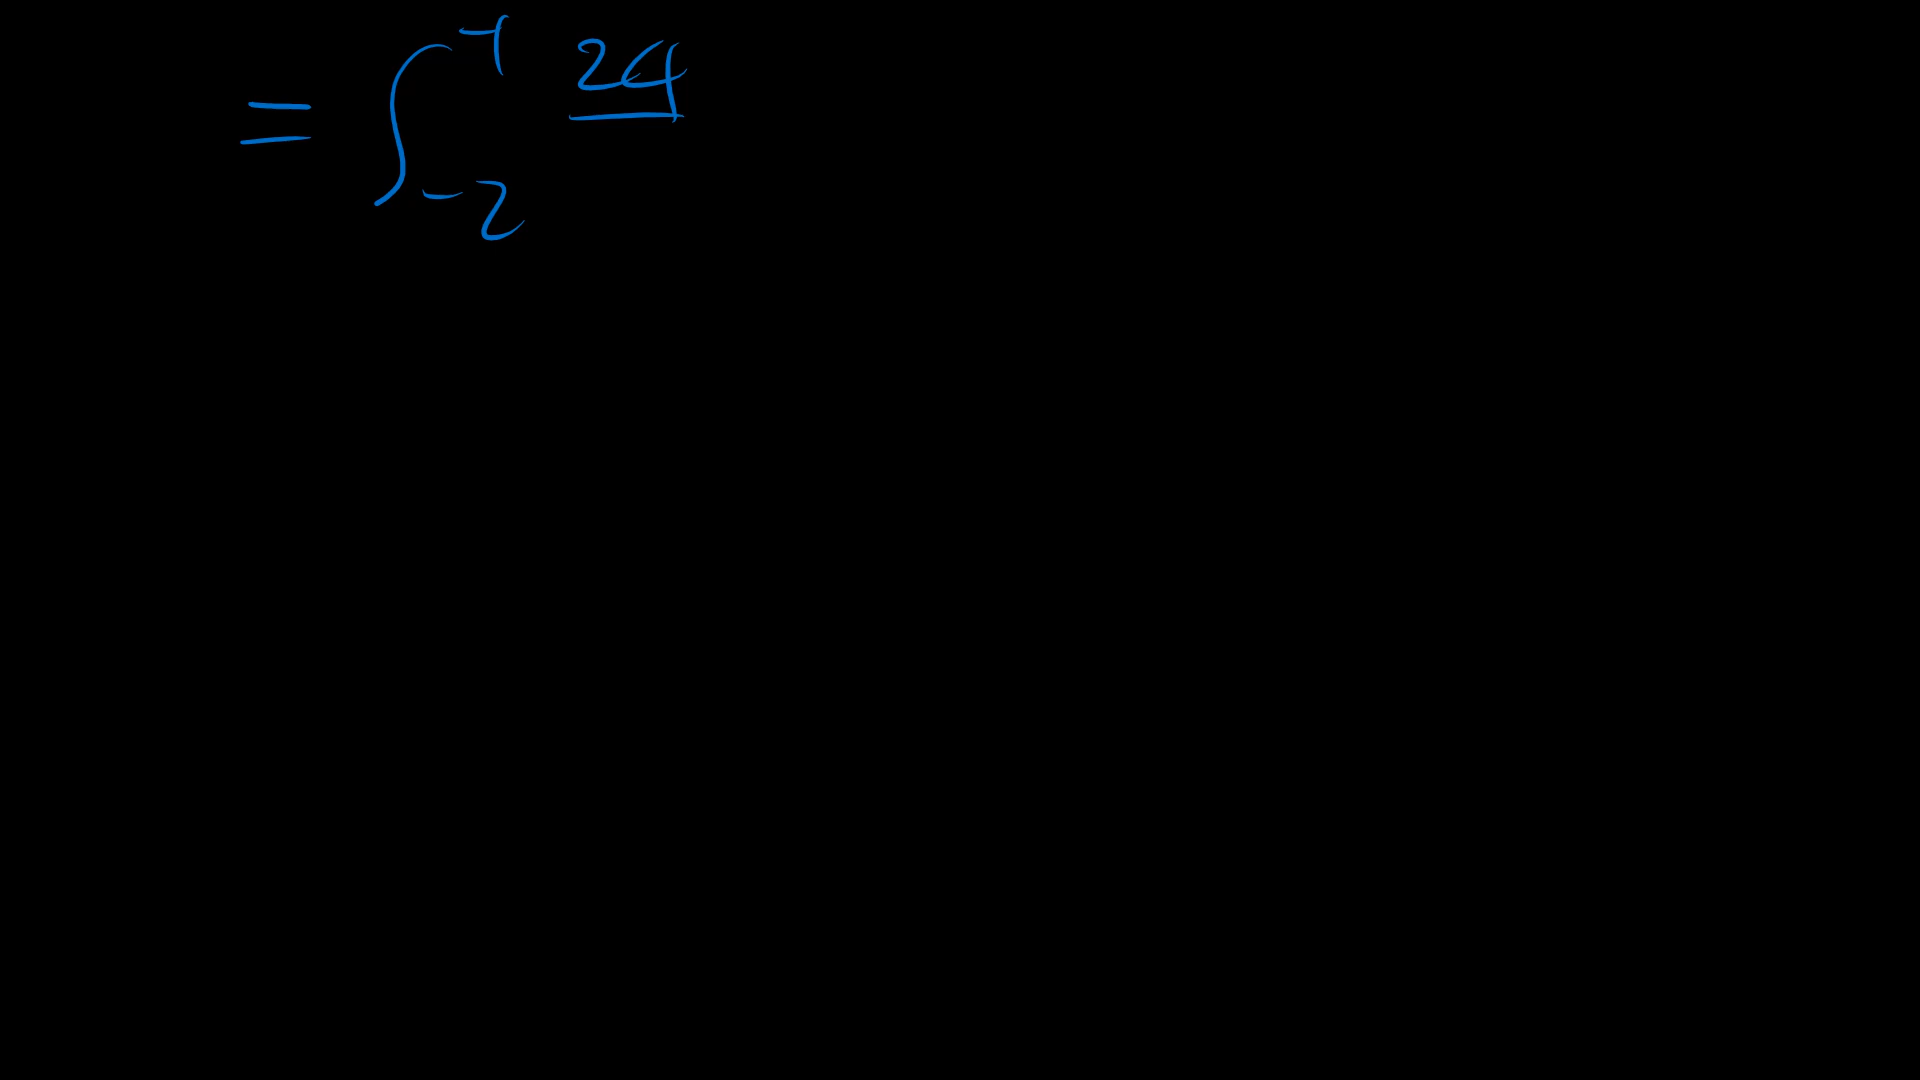 = ∫_{-2}^{-1} 24/